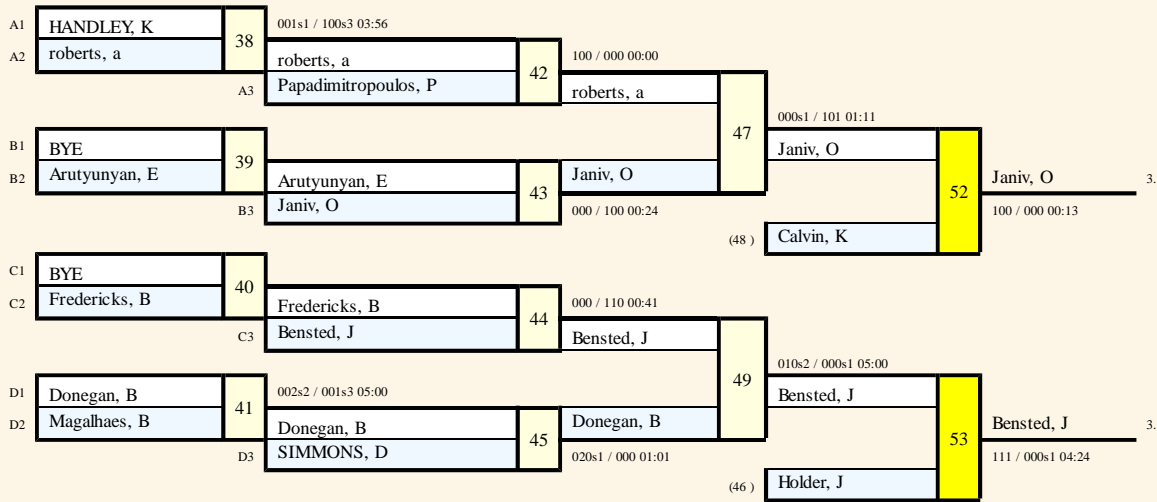 A1 HANDLEY, K
A2 roberts, a
38
001s1 / 100s3 03:56
roberts, a
A3 Papadimitropoulos, P
42
100 / 000 00:00
roberts, a
B1 BYE
B2 Arutyunyan, E
39
Arutyunyan, E
B3 Janiv, O
43
Janiv, O
000 / 100 00:24
47
000s1 / 101 01:11
Janiv, O
(48 ) Calvin, K
52
Janiv, O
3.
100 / 000 00:13
C1 BYE
C2 Fredericks, B
40
Fredericks, B
C3 Bensted, J
44
000 / 110 00:41
Bensted, J
D1 Donegan, B
D2 Magalhaes, B
41
002s2 / 001s3 05:00
Donegan, B
D3 SIMMONS, D
45
Donegan, B
020s1 / 000 01:01
49
010s2 / 000s1 05:00
Bensted, J
(46 ) Holder, J
53
Bensted, J
3.
111 / 000s1 04:24